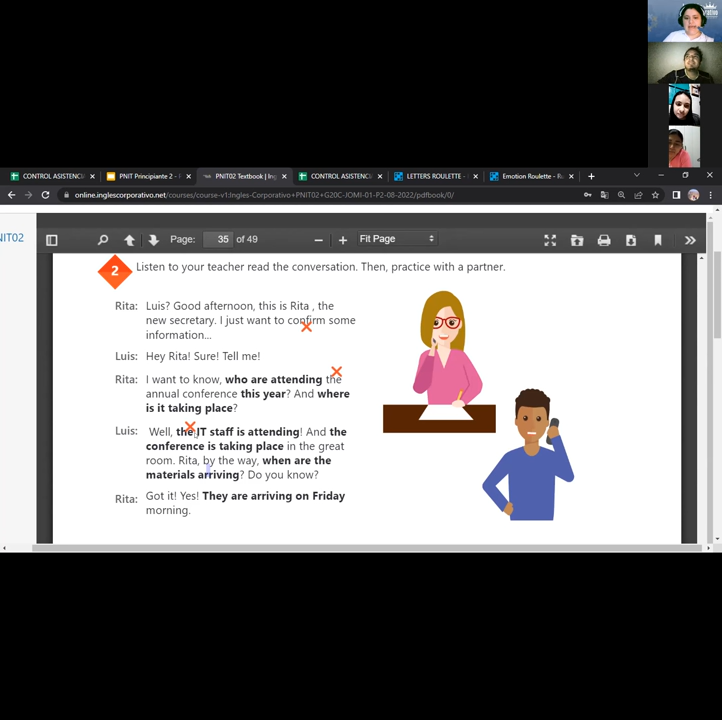 CONTROL ASISTENC
PNIT Principiante 2 -
PNIT02 Textbook | Ing
CONTROL ASISTENC
LETTERS ROULETTE -
Emotion Roulette - R
online.inglescorporativo.net/courses/course-v1:Ingles-Corporativo+PNIT02+G20C-JOMI-01-P2-08-2022/pdfbook/0/
NIT02
Page: 35 of 49
Fit Page
2 Listen to your teacher read the conversation. Then, practice with a partner.
Rita: Luis? Good afternoon, this is Rita , the
new secretary. I just want to confirm some
information...
Luis: Hey Rita! Sure! Tell me!
Rita: I want to know, who are attending the
annual conference this year? And where
is it taking place?
Luis: Well, the IT staff is attending! And the
conference is taking place in the great
room. Rita, by the way, when are the
materials arriving? Do you know?
Rita: Got it! Yes! They are arriving on Friday
morning.